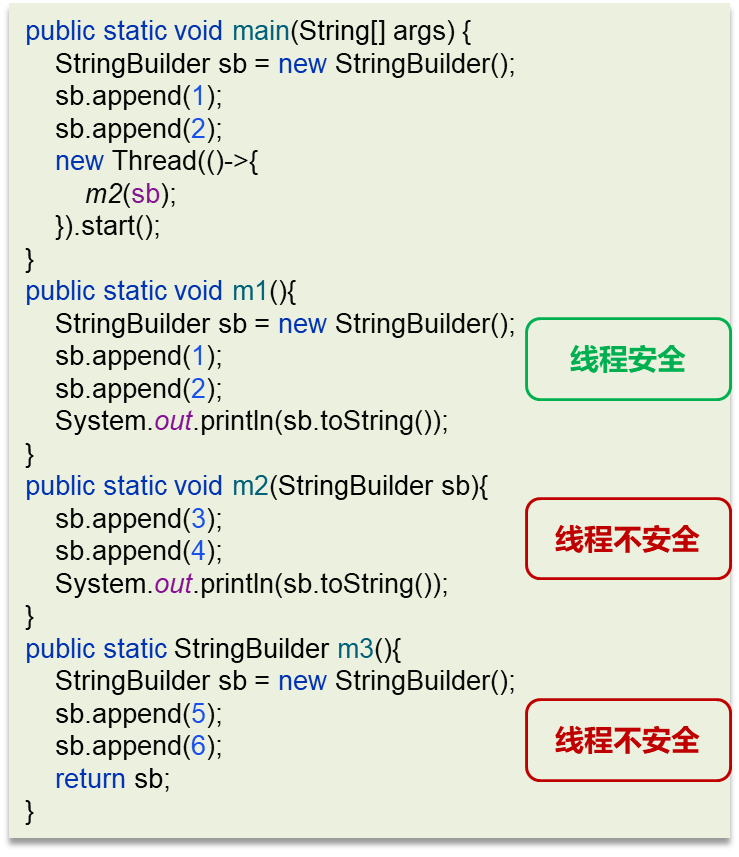 public static void main(String[] args) {
    StringBuilder sb = new StringBuilder();
    sb.append(1);
    sb.append(2);
    new Thread(()->{
        m2(sb);
    }).start();
}
public static void m1(){
    StringBuilder sb = new StringBuilder();
    sb.append(1);
    sb.append(2);
    System.out.println(sb.toString());
}
线程安全
public static void m2(StringBuilder sb){
    sb.append(3);
    sb.append(4);
    System.out.println(sb.toString());
}
线程不安全
public static StringBuilder m3(){
    StringBuilder sb = new StringBuilder();
    sb.append(5);
    sb.append(6);
    return sb;
}
线程不安全